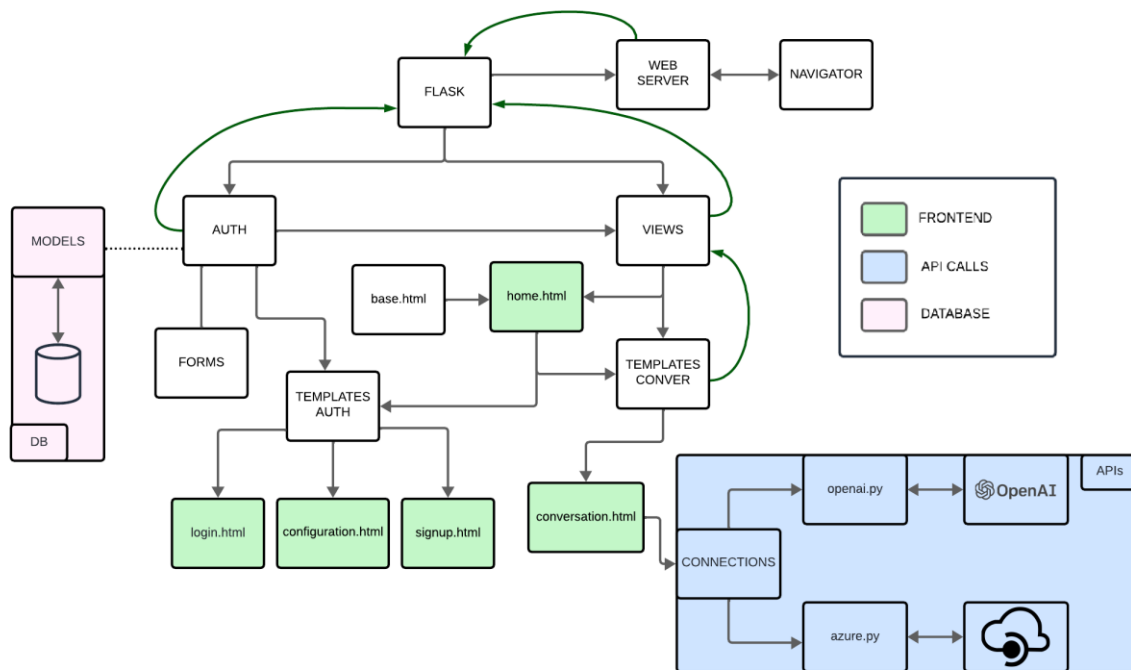 WEB
SERVER
NAVIGATOR
FLASK
AUTH
VIEWS
MODELS
FRONTEND
API CALLS
DATABASE
base.html
home.html
FORMS
TEMPLATES
AUTH
TEMPLATES
CONVER
DB
login.html
configuration.html
signup.html
conversation.html
APIs
openai.py
OpenAI
CONNECTIONS
azure.py